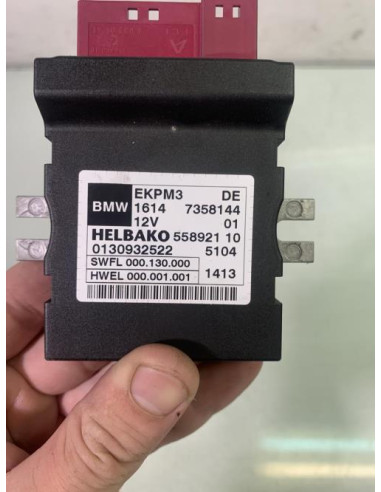 BMW EKPM3 DE
1614 7358144
12V 01
HELBAKO 558921 10
0130932522 5104
SWFL 000.130.000
HWEL 000.001.001 1413